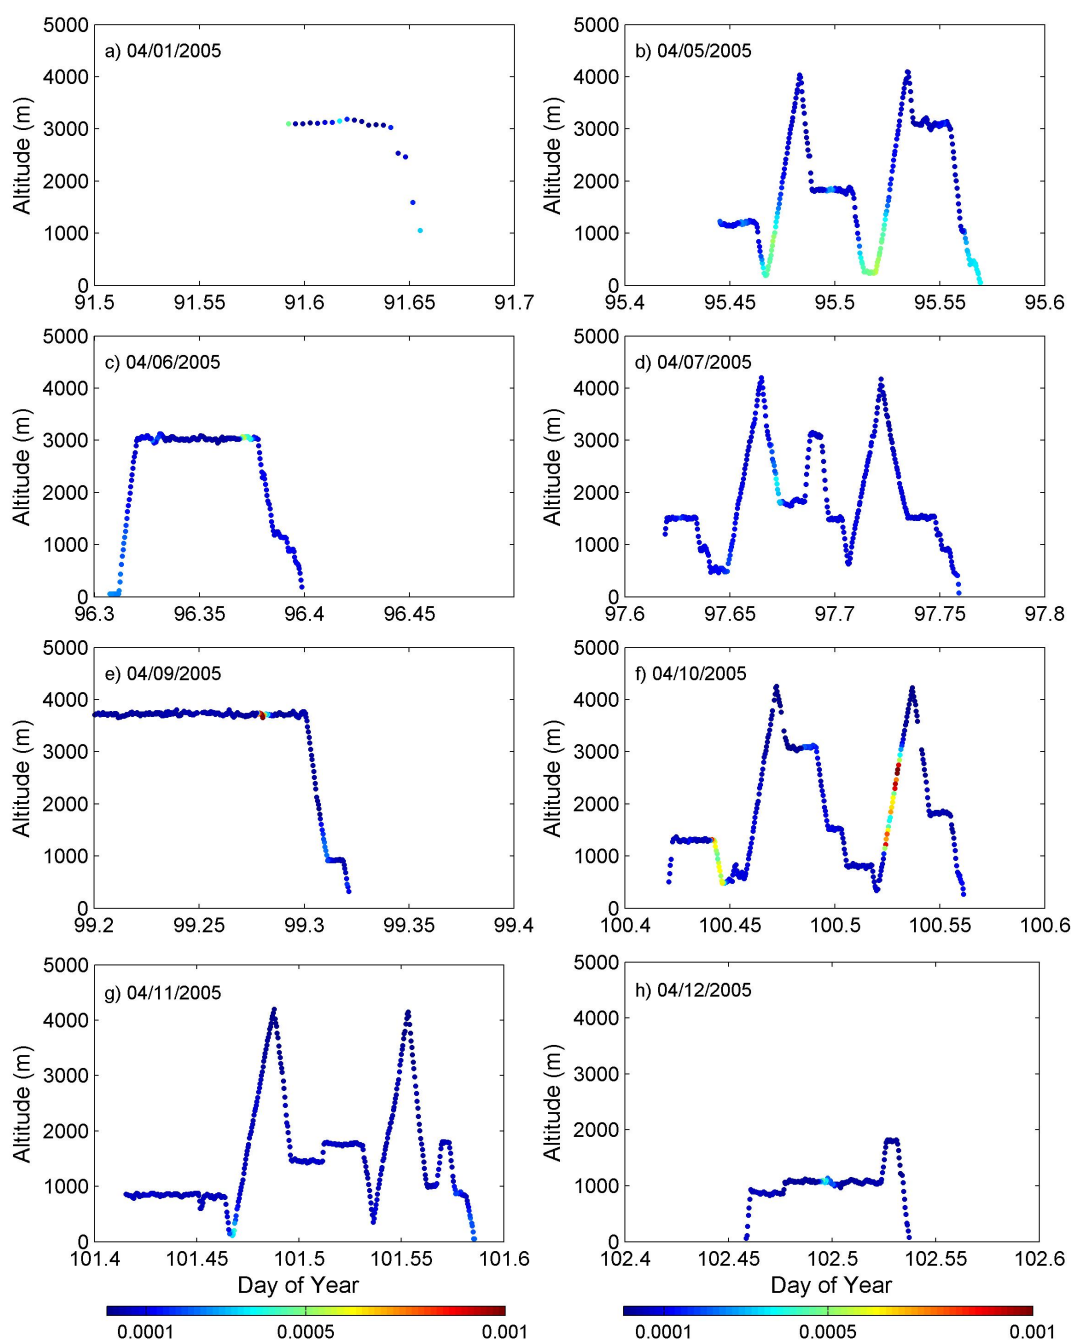 a) 04/01/2005
Altitude (m)
5000
4000
3000
2000
1000
0
91.5 91.55 91.6 91.65 91.7
b) 04/05/2005
Altitude (m)
5000
4000
3000
2000
1000
0
95.4 95.45 95.5 95.55 95.6
c) 04/06/2005
Altitude (m)
5000
4000
3000
2000
1000
0
96.3 96.35 96.4 96.45
d) 04/07/2005
Altitude (m)
5000
4000
3000
2000
1000
0
97.6 97.65 97.7 97.75 97.8
e) 04/09/2005
Altitude (m)
5000
4000
3000
2000
1000
0
99.2 99.25 99.3 99.35 99.4
f) 04/10/2005
Altitude (m)
5000
4000
3000
2000
1000
0
100.4 100.45 100.5 100.55 100.6
g) 04/11/2005
Altitude (m)
5000
4000
3000
2000
1000
0
101.4 101.45 101.5 101.55 101.6
Day of Year
h) 04/12/2005
Altitude (m)
5000
4000
3000
2000
1000
0
102.4 102.45 102.5 102.55 102.6
Day of Year
0.0001 0.0005 0.001
0.0001 0.0005 0.001